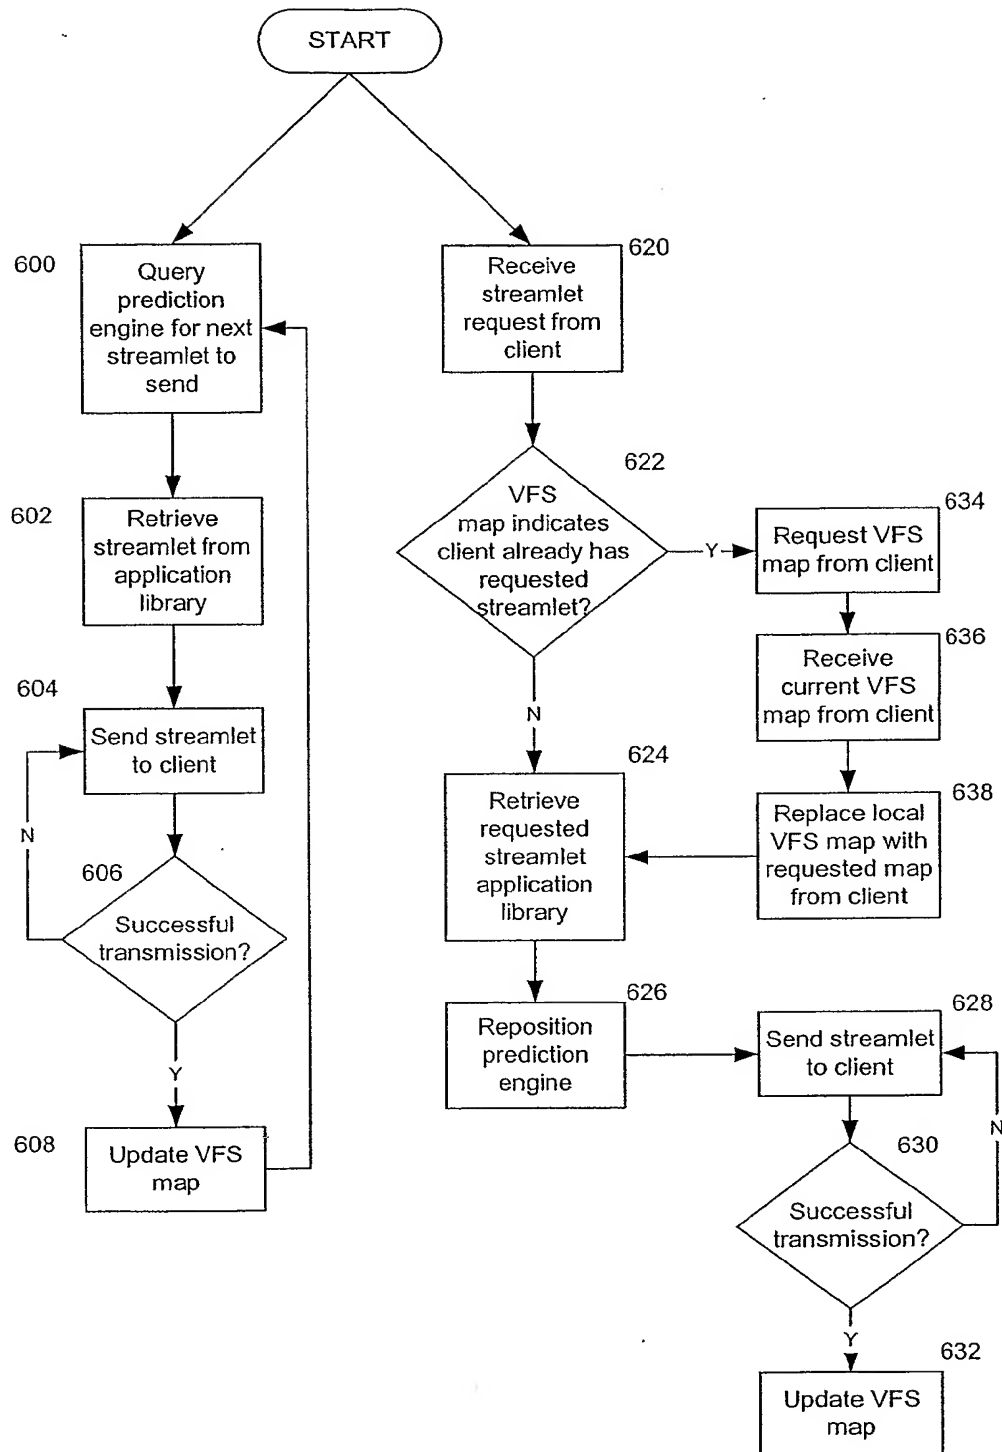 START
600
Query
prediction
engine for next
streamlet to
send
602
Retrieve
streamlet from
application
library
604
Send streamlet
to client
N
606
Successful
transmission?
Y
608
Update VFS
map
620
Receive
streamlet
request from
client
622
VFS
map indicates
client already has
requested
streamlet?
Y
N
634
Request VFS
map from client
636
Receive
current VFS
map from client
638
Replace local
VFS map with
requested map
from client
624
Retrieve
requested
streamlet
application
library
626
Reposition
prediction
engine
628
Send streamlet
to client
N
630
Successful
transmission?
Y
632
Update VFS
map